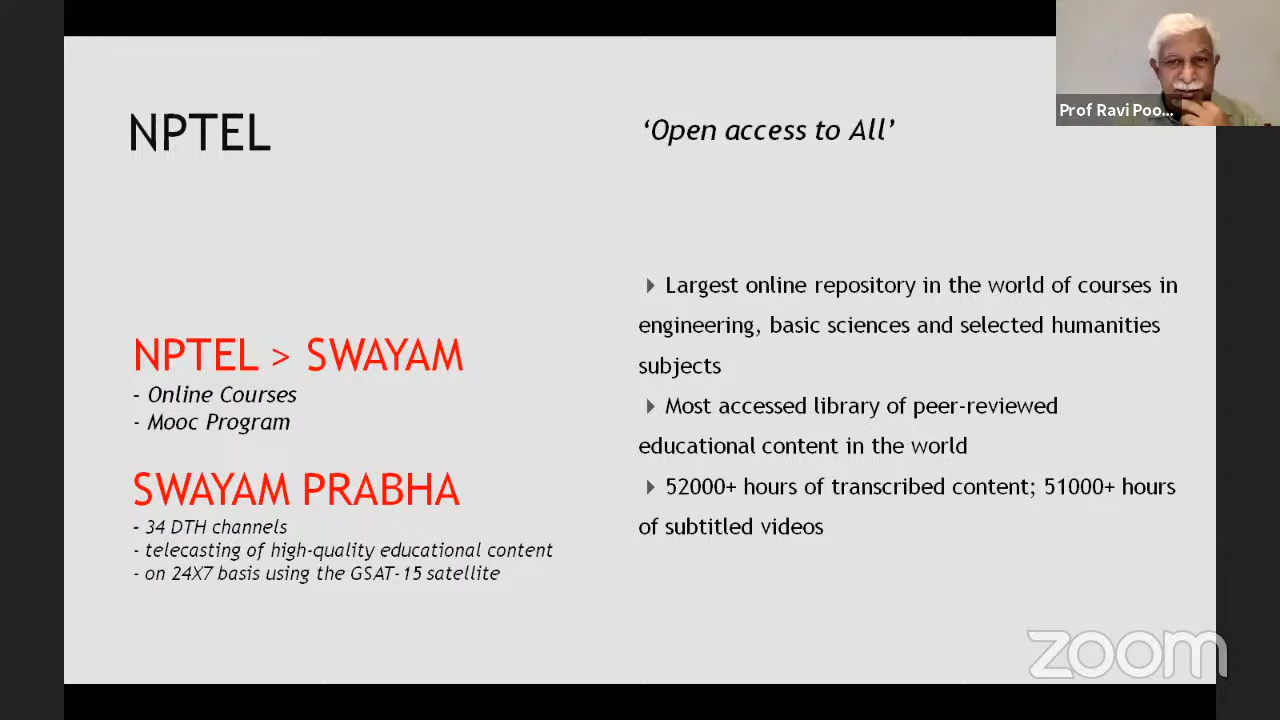 NPTEL
NPTEL > SWAYAM
- Online Courses
- Mooc Program
SWAYAM PRABHA
- 34 DTH channels
- telecasting of high-quality educational content
- on 24X7 basis using the GSAT-15 satellite
‘Open access to All’
Largest online repository in the world of courses in
engineering, basic sciences and selected humanities
subjects
Most accessed library of peer-reviewed
educational content in the world
52000+ hours of transcribed content; 51000+ hours
of subtitled videos
Prof Ravi Poo...
zoom